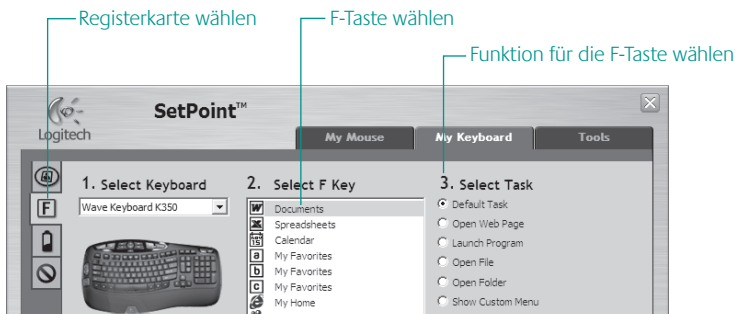 Registerkarte wählen
F-Taste wählen
Funktion für die F-Taste wählen
Logitech
SetPoint™
My Mouse
My Keyboard
Tools
1. Select Keyboard
2. Select F Key
3. Select Task
F
Wave Keyboard K350
W Documents
X Spreadsheets
15 Calendar
a My Favorites
b My Favorites
c My Favorites
My Home
Default Task
Open Web Page
Launch Program
Open File
Open Folder
Show Custom Menu